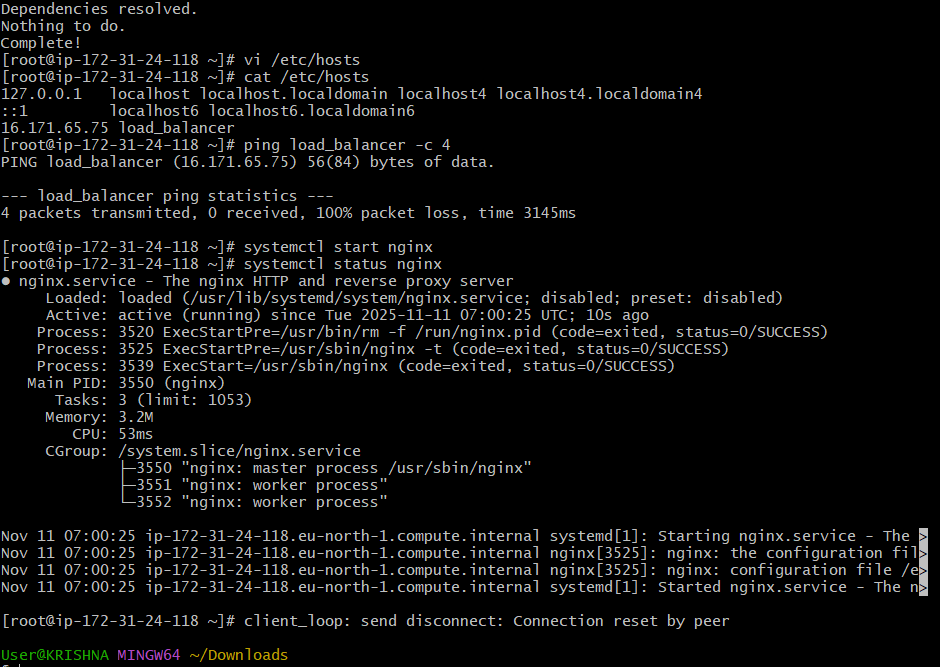 Dependencies resolved.
Nothing to do.
Complete!
[root@ip-172-31-24-118 ~]# vi /etc/hosts
[root@ip-172-31-24-118 ~]# cat /etc/hosts
127.0.0.1   localhost localhost.localdomain localhost4 localhost4.localdomain4
::1         localhost6 localhost6.localdomain6
16.171.65.75 load_balancer
[root@ip-172-31-24-118 ~]# ping load_balancer -c 4
PING load_balancer (16.171.65.75) 56(84) bytes of data.

--- load_balancer ping statistics ---
4 packets transmitted, 0 received, 100% packet loss, time 3145ms

[root@ip-172-31-24-118 ~]# systemctl start nginx
[root@ip-172-31-24-118 ~]# systemctl status nginx
● nginx.service - The nginx HTTP and reverse proxy server
     Loaded: loaded (/usr/lib/systemd/system/nginx.service; disabled; preset: disabled)
     Active: active (running) since Tue 2025-11-11 07:00:25 UTC; 10s ago
    Process: 3520 ExecStartPre=/usr/bin/rm -f /run/nginx.pid (code=exited, status=0/SUCCESS)
    Process: 3525 ExecStartPre=/usr/sbin/nginx -t (code=exited, status=0/SUCCESS)
    Process: 3539 ExecStart=/usr/sbin/nginx (code=exited, status=0/SUCCESS)
   Main PID: 3550 (nginx)
      Tasks: 3 (limit: 1053)
     Memory: 3.2M
        CPU: 53ms
     CGroup: /system.slice/nginx.service
             ├─3550 "nginx: master process /usr/sbin/nginx"
             ├─3551 "nginx: worker process"
             └─3552 "nginx: worker process"

Nov 11 07:00:25 ip-172-31-24-118.eu-north-1.compute.internal systemd[1]: Starting nginx.service - The >
Nov 11 07:00:25 ip-172-31-24-118.eu-north-1.compute.internal nginx[3525]: nginx: the configuration fil>
Nov 11 07:00:25 ip-172-31-24-118.eu-north-1.compute.internal nginx[3525]: nginx: configuration file /e>
Nov 11 07:00:25 ip-172-31-24-118.eu-north-1.compute.internal systemd[1]: Started nginx.service - The n>

[root@ip-172-31-24-118 ~]# client_loop: send disconnect: Connection reset by peer

User@KRISHNA MINGW64 ~/Downloads